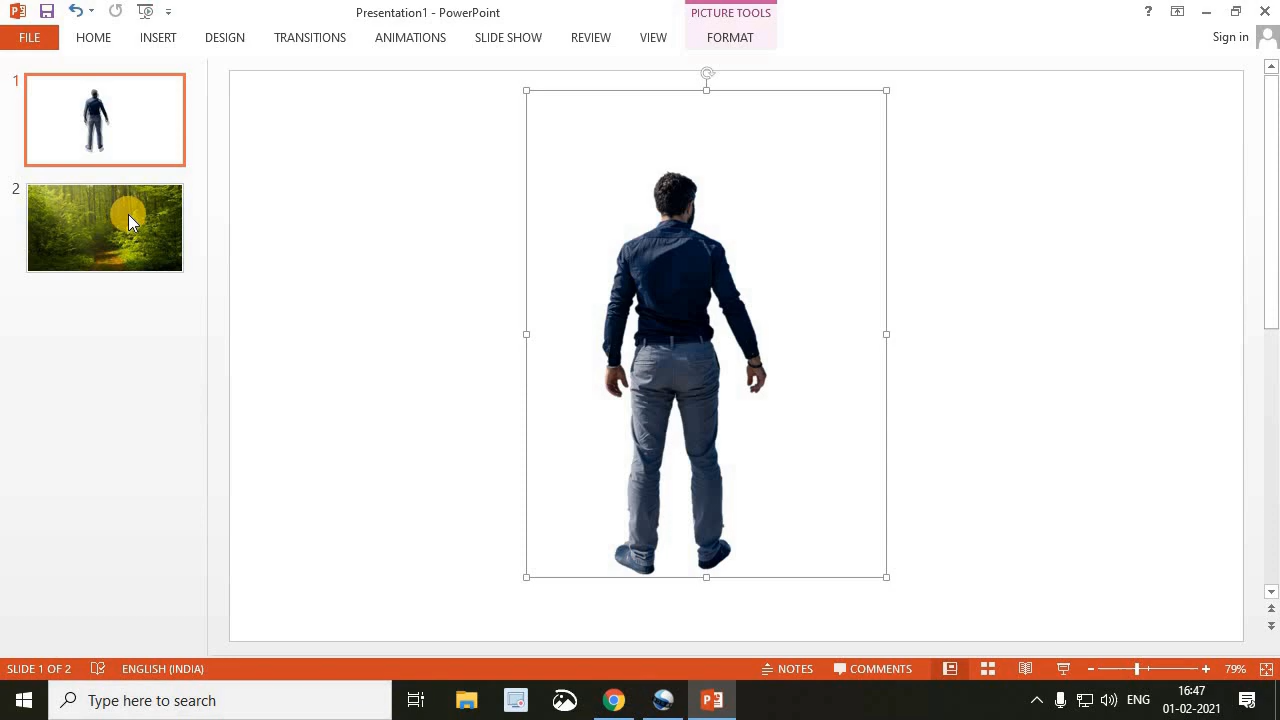 Presentation1 - PowerPoint
PICTURE TOOLS
?
FILE
HOME
INSERT
DESIGN
TRANSITIONS
ANIMATIONS
SLIDE SHOW
REVIEW
VIEW
FORMAT
Sign in
1
2
SLIDE 1 OF 2
ENGLISH (INDIA)
NOTES
COMMENTS
79%
Type here to search
ENG
16:47
01-02-2021